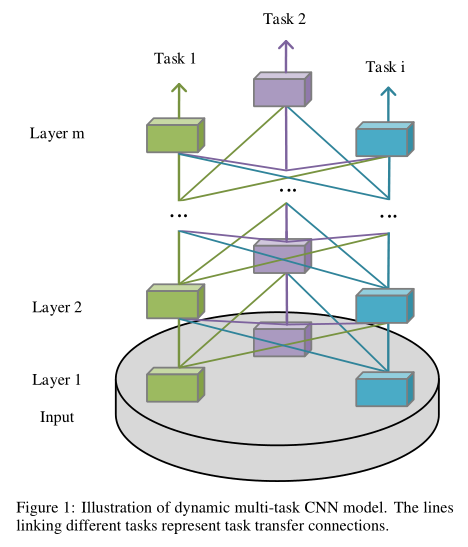 Task 2
Task 1
Task i
Layer m
...
...
...
Layer 2
Layer 1
Input
Figure 1: Illustration of dynamic multi-task CNN model. The lines
linking different tasks represent task transfer connections.